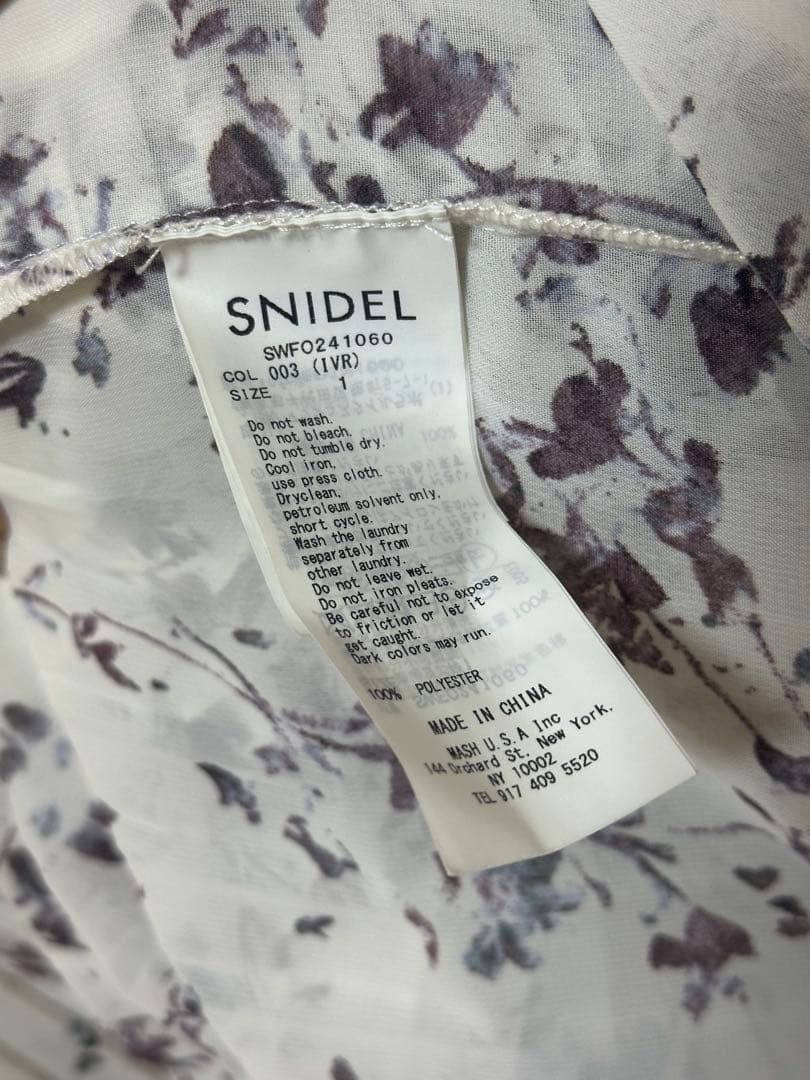 SNIDEL
SWFO241060
COL 003 (IVR)
SIZE 1
Do not wash.
Do not bleach.
Do not tumble dry.
Cool iron,
use press cloth.
Dryclean,
petroleum solvent only,
short cycle.
Wash the laundry
separately from
other laundry.
Do not leave wet.
Do not iron pleats.
Be careful not to expose
to friction or let it
get caught.
Dark colors may run.
100% POLYESTER
MADE IN CHINA
MASH U.S.A Inc
144 Orchard St. New York.
NY 10002
TEL 917 409 5520